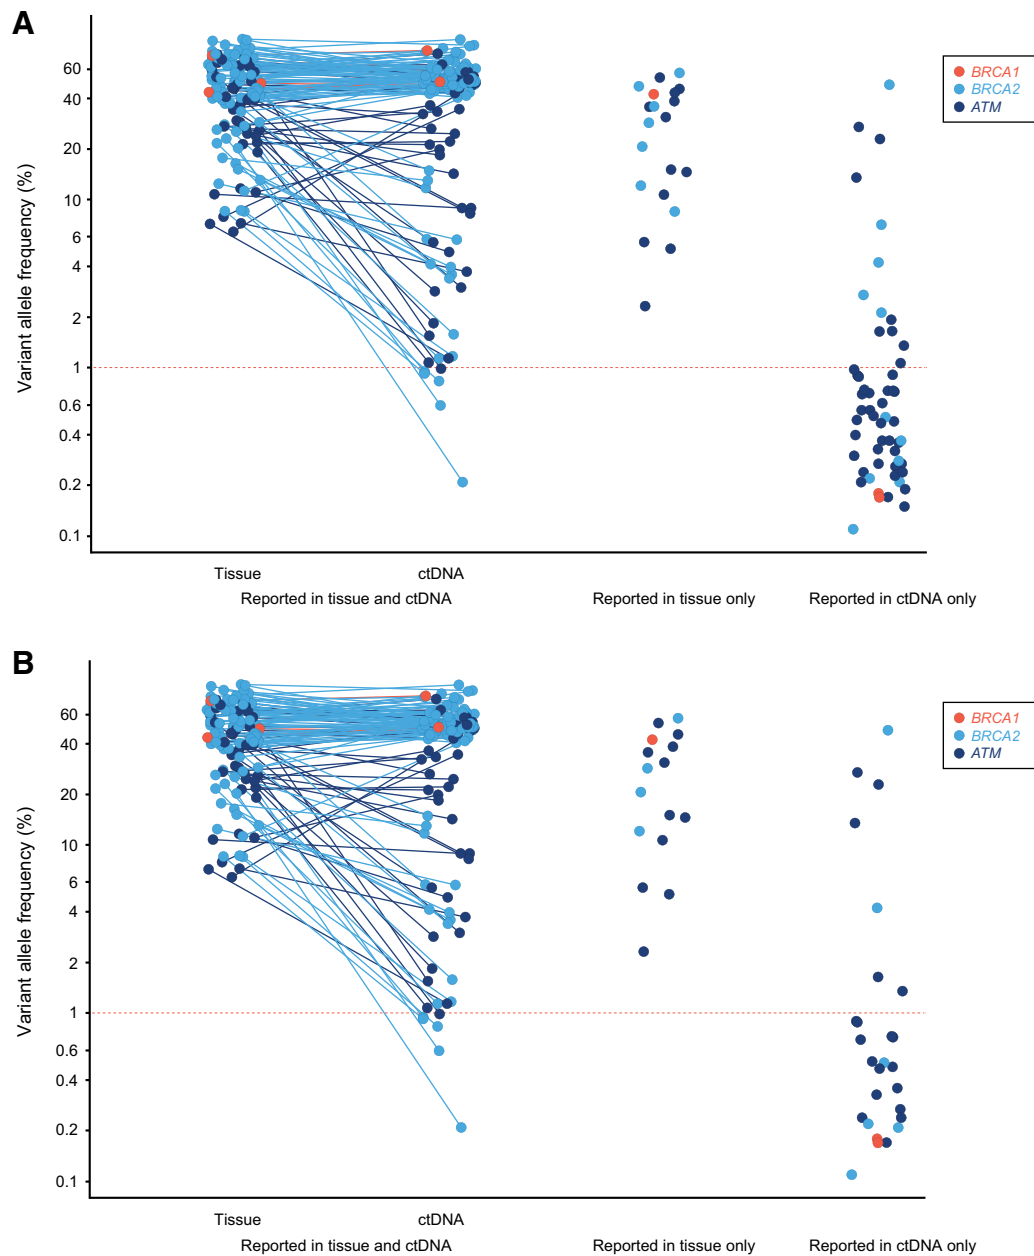 A
Variant allele frequency (%)
60
40
20
10
6
4
2
1
0.6
0.4
0.2
0.1
BRCA1
BRCA2
ATM
Tissue ctDNA
Reported in tissue and ctDNA Reported in tissue only Reported in ctDNA only
B
Variant allele frequency (%)
60
40
20
10
6
4
2
1
0.6
0.4
0.2
0.1
BRCA1
BRCA2
ATM
Tissue ctDNA
Reported in tissue and ctDNA Reported in tissue only Reported in ctDNA only